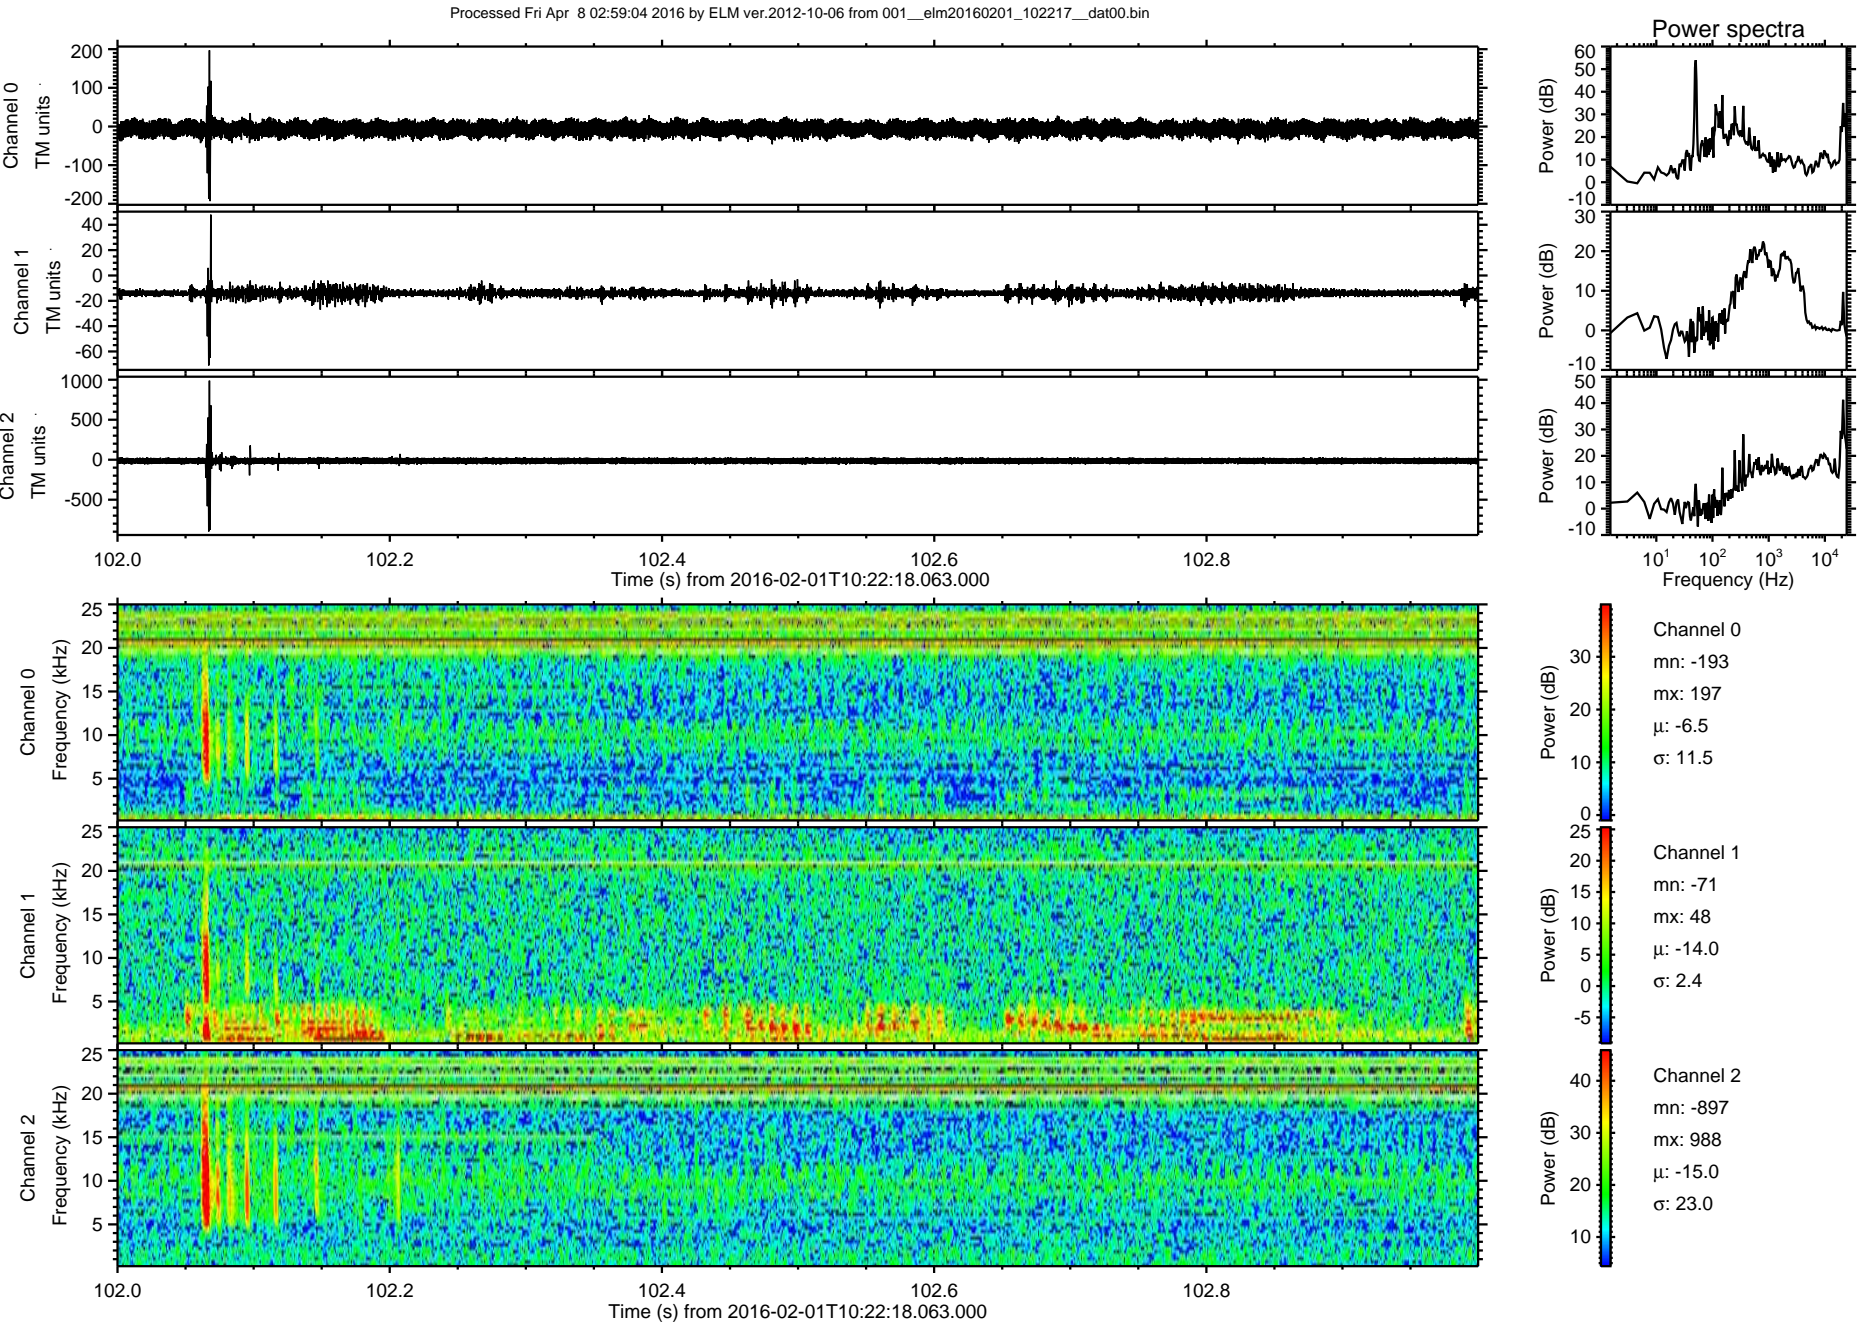 Processed Fri Apr  8 02:59:04 2016 by ELM ver.2012-10-06 from 001__elm20160201_102217__dat00.bin
Power spectra
Channel 0
TM units
200
100
0
-100
-200
Power (dB)
60
50
40
30
20
10
0
-10
Channel 1
TM units
40
20
0
-20
-40
-60
Power (dB)
30
20
10
0
-10
Channel 2
TM units
1000
500
0
-500
Power (dB)
50
40
30
20
10
0
-10
102.0 102.2 102.4 102.6 102.8
Time (s) from 2016-02-01T10:22:18.063.000
10¹ 10² 10³ 10⁴
Frequency (Hz)
Channel 0
Frequency (kHz)
25
20
15
10
5
Power (dB)
30
20
10
0
Channel 0
mn: -193
mx: 197
μ: -6.5
σ: 11.5
Channel 1
Frequency (kHz)
25
20
15
10
5
Power (dB)
25
20
15
10
5
0
-5
Channel 1
mn: -71
mx: 48
μ: -14.0
σ: 2.4
Channel 2
Frequency (kHz)
25
20
15
10
5
Power (dB)
40
30
20
10
Channel 2
mn: -897
mx: 988
μ: -15.0
σ: 23.0
102.0 102.2 102.4 102.6 102.8
Time (s) from 2016-02-01T10:22:18.063.000